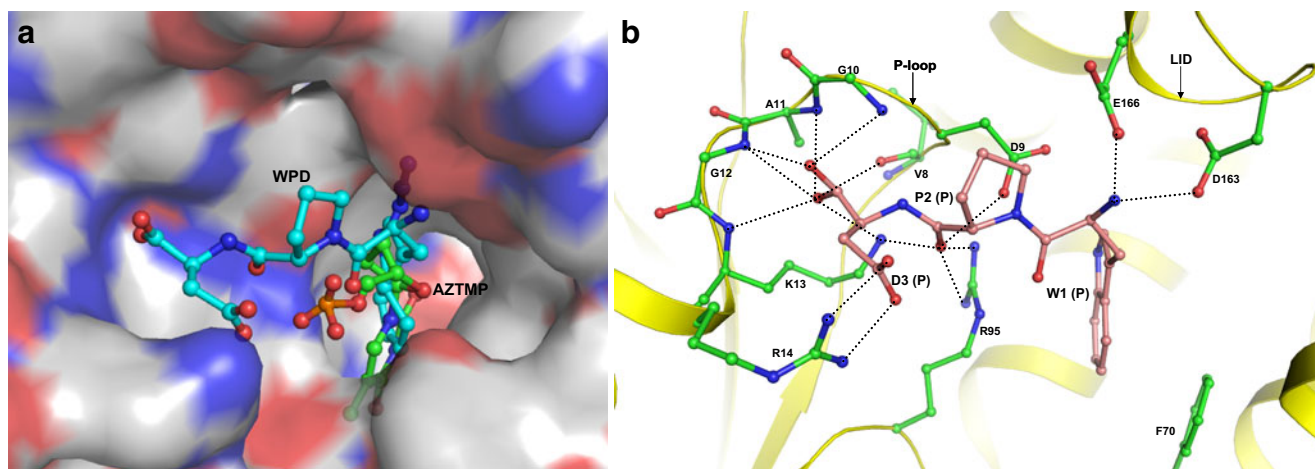 a
WPD
AZTMP
b
G10
P-loop
LID
A11
E166
G12
V8
D9
D163
P2 (P)
K13
D3 (P)
W1 (P)
R95
R14
F70